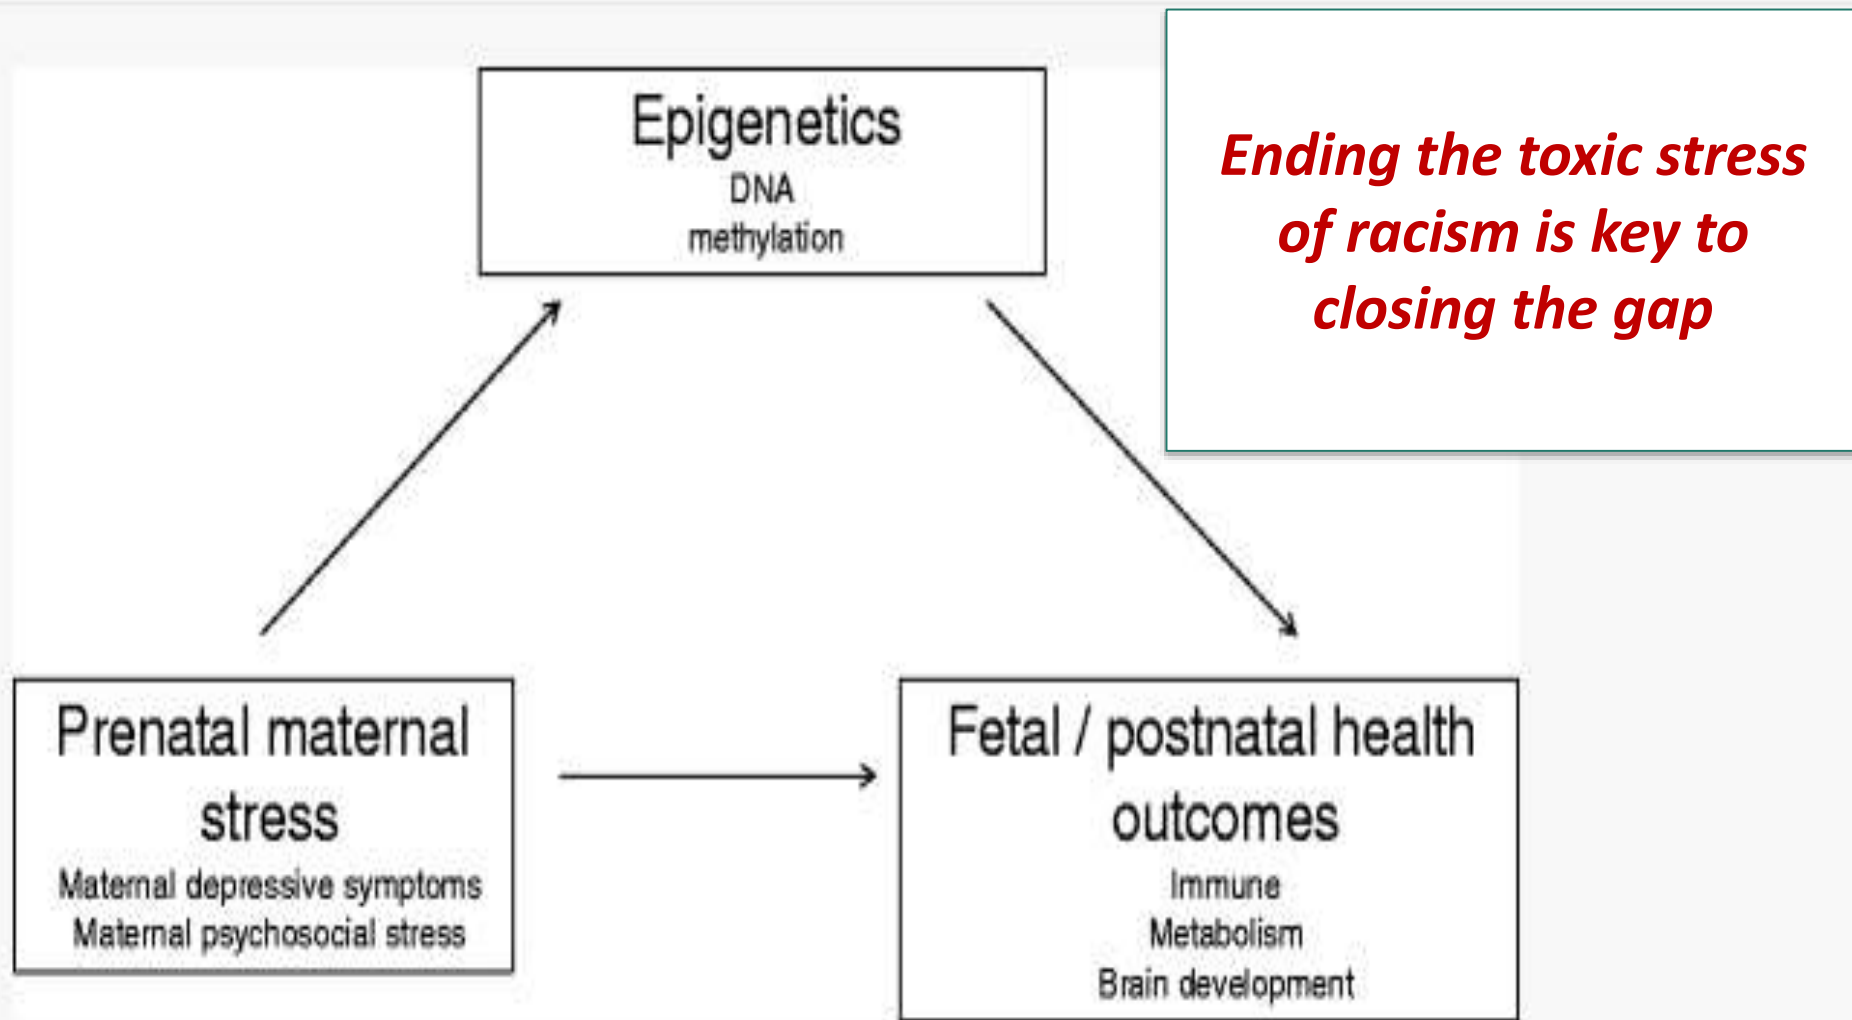 Epigenetics
DNA
methylation
Ending the toxic stress
of racism is key to
closing the gap
Prenatal maternal
stress
Maternal depressive symptoms
Maternal psychosocial stress
Fetal / postnatal health
outcomes
Immune
Metabolism
Brain development